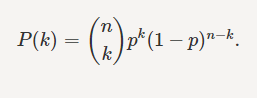 P(k) = \binom{n}{k} p^k (1 − p)^{n−k}.